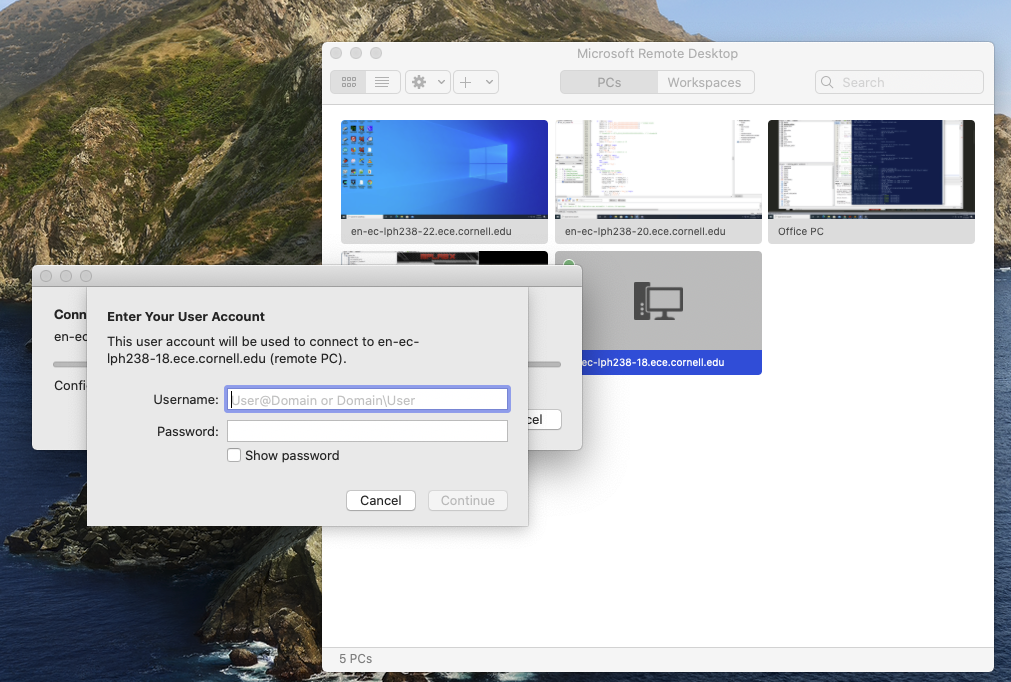 Microsoft Remote Desktop
PCs
Workspaces
Search
en-ec-lph238-22.ece.cornell.edu
en-ec-lph238-20.ece.cornell.edu
Office PC
ec-lph238-18.ece.cornell.edu
Conn
en-ec
Confi
cel
Enter Your User Account
This user account will be used to connect to en-ec-
lph238-18.ece.cornell.edu (remote PC).
Username: User@Domain or Domain\User
Password:
Show password
Cancel
Continue
5 PCs